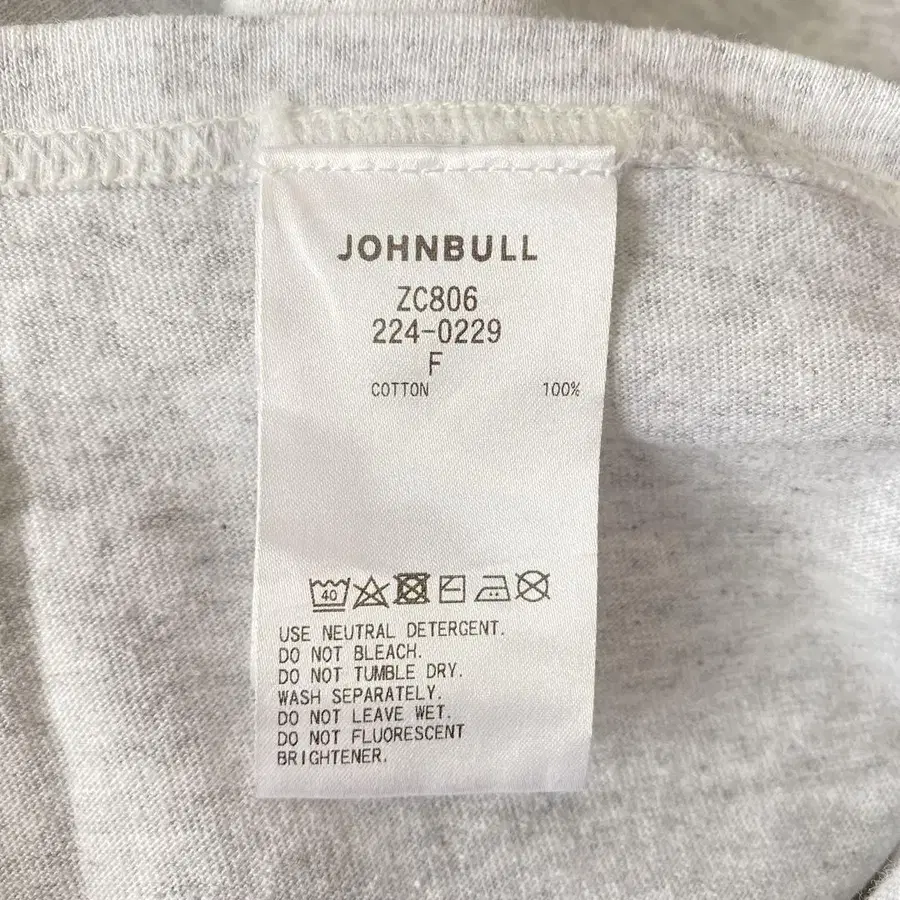 JOHNBULL
ZC806
224-0229
F
COTTON 100%
40
USE NEUTRAL DETERGENT.
DO NOT BLEACH.
DO NOT TUMBLE DRY.
WASH SEPARATELY.
DO NOT LEAVE WET.
DO NOT FLUORESCENT
BRIGHTENER.